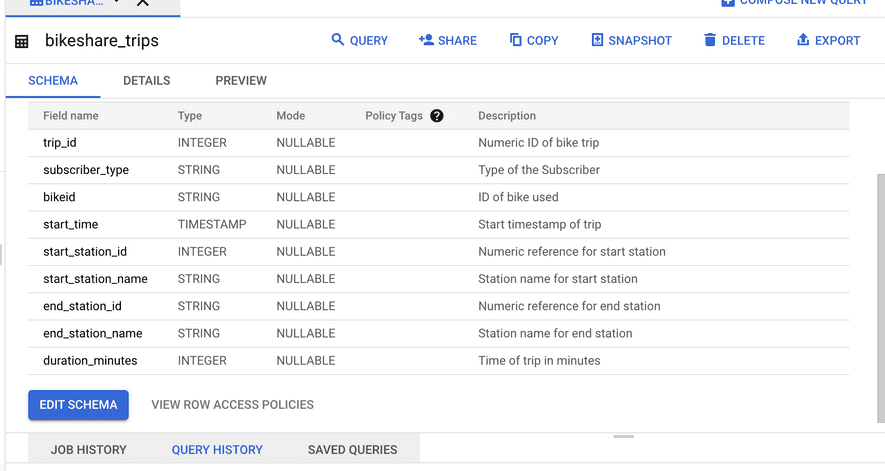 BIKESHA...
COMPOSE NEW QUERY
bikeshare_trips
QUERY SHARE COPY SNAPSHOT DELETE EXPORT
SCHEMA DETAILS PREVIEW
Field name Type Mode Policy Tags ? Description
trip_id INTEGER NULLABLE Numeric ID of bike trip
subscriber_type STRING NULLABLE Type of the Subscriber
bikeid STRING NULLABLE ID of bike used
start_time TIMESTAMP NULLABLE Start timestamp of trip
start_station_id INTEGER NULLABLE Numeric reference for start station
start_station_name STRING NULLABLE Station name for start station
end_station_id STRING NULLABLE Numeric reference for end station
end_station_name STRING NULLABLE Station name for end station
duration_minutes INTEGER NULLABLE Time of trip in minutes
EDIT SCHEMA VIEW ROW ACCESS POLICIES
JOB HISTORY QUERY HISTORY SAVED QUERIES